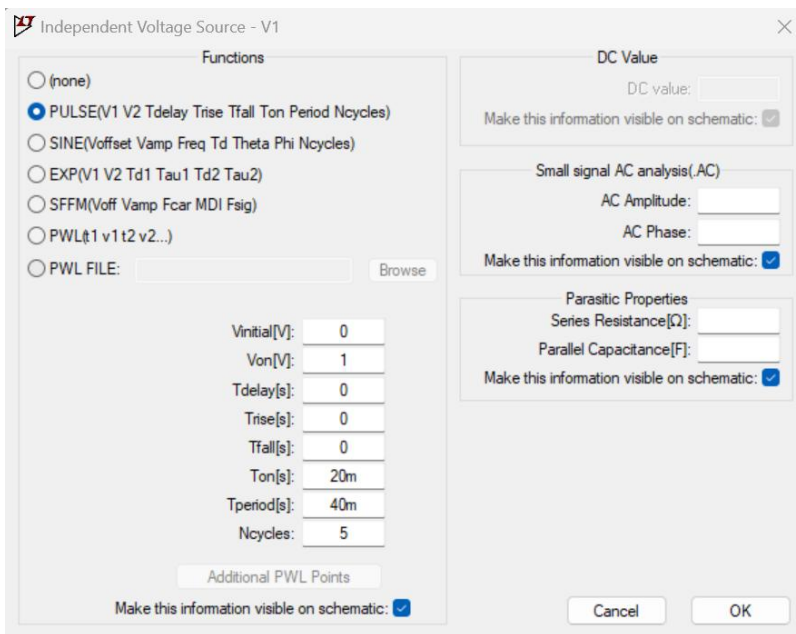 Independent Voltage Source - V1
Functions
(none)
PULSE(V1 V2 Tdelay Trise Tfall Ton Period Ncycles)
SINE(Voffset Vamp Freq Td Theta Phi Ncycles)
EXP(V1 V2 Td1 Tau1 Td2 Tau2)
SFFM(Voff Vamp Fcar MDI Fsig)
PWL(t1 v1 t2 v2...)
PWL FILE: Browse
Vinitial[V]: 0
Von[V]: 1
Tdelay[s]: 0
Trise[s]: 0
Tfall[s]: 0
Ton[s]: 20m
Tperiod[s]: 40m
Ncycles: 5
Additional PWL Points
Make this information visible on schematic:
DC Value
DC value:
Make this information visible on schematic:
Small signal AC analysis(.AC)
AC Amplitude:
AC Phase:
Make this information visible on schematic:
Parasitic Properties
Series Resistance[Ω]:
Parallel Capacitance[F]:
Make this information visible on schematic:
Cancel OK